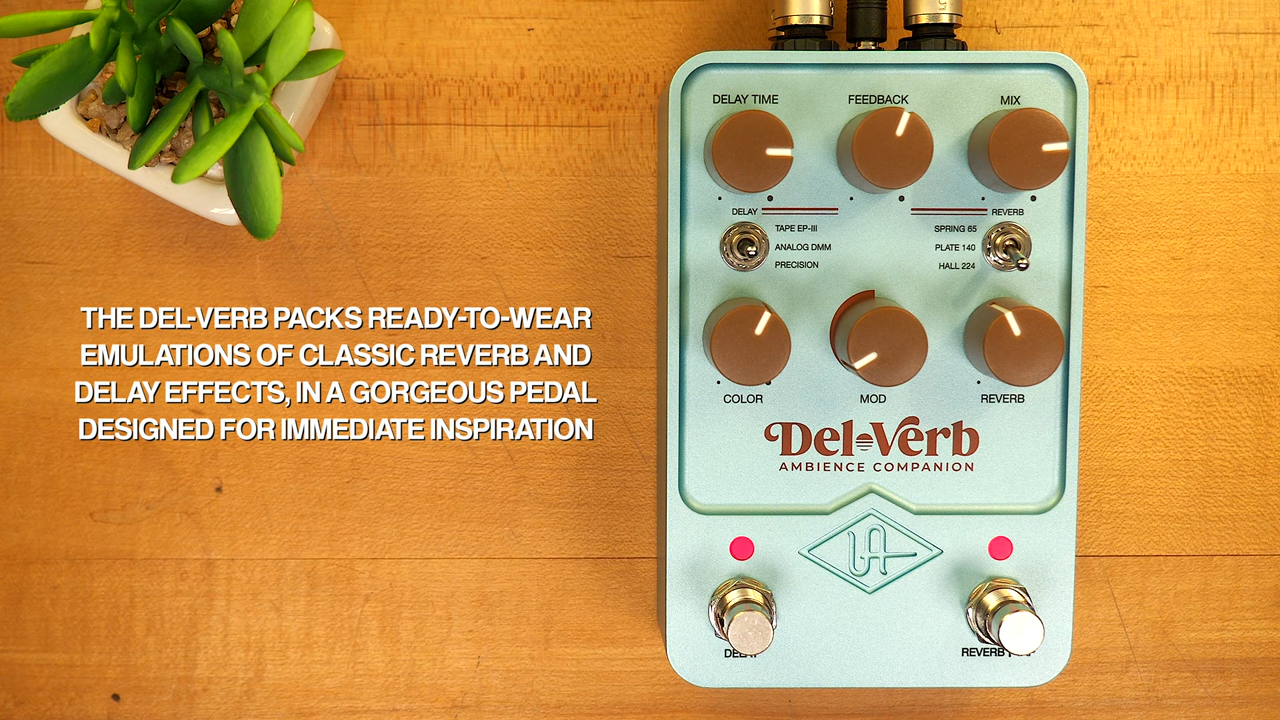 THE DEL-VERB PACKS READY-TO-WEAR
EMULATIONS OF CLASSIC REVERB AND
DELAY EFFECTS, IN A GORGEOUS PEDAL
DESIGNED FOR IMMEDIATE INSPIRATION
DELAY TIME
FEEDBACK
MIX
DELAY
REVERB
TAPE EP-III
SPRING 65
ANALOG DMM
PLATE 140
PRECISION
HALL 224
COLOR
MOD
REVERB
Del-Verb
AMBIENCE COMPANION
UA
REVERB